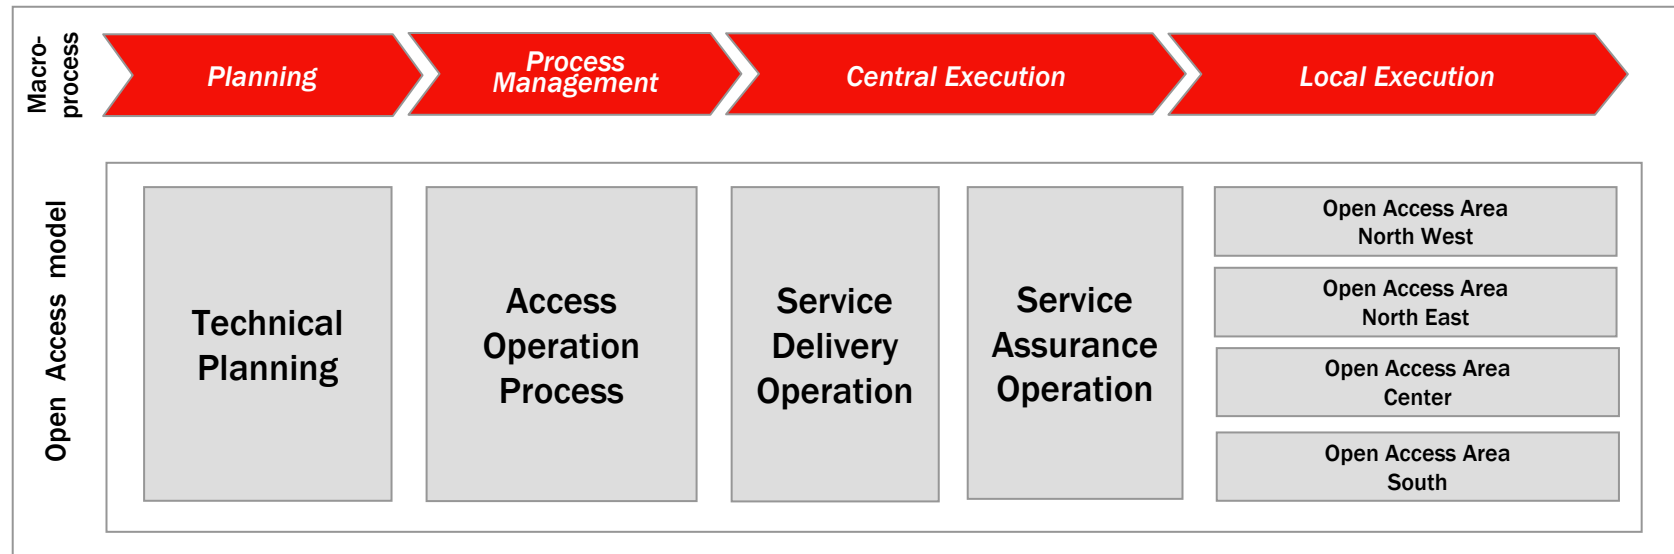 Macro-
process
Planning
Process
Management
Central Execution
Local Execution
Open Access model
Technical
Planning
Access
Operation
Process
Service
Delivery
Operation
Service
Assurance
Operation
Open Access Area
North West
Open Access Area
North East
Open Access Area
Center
Open Access Area
South